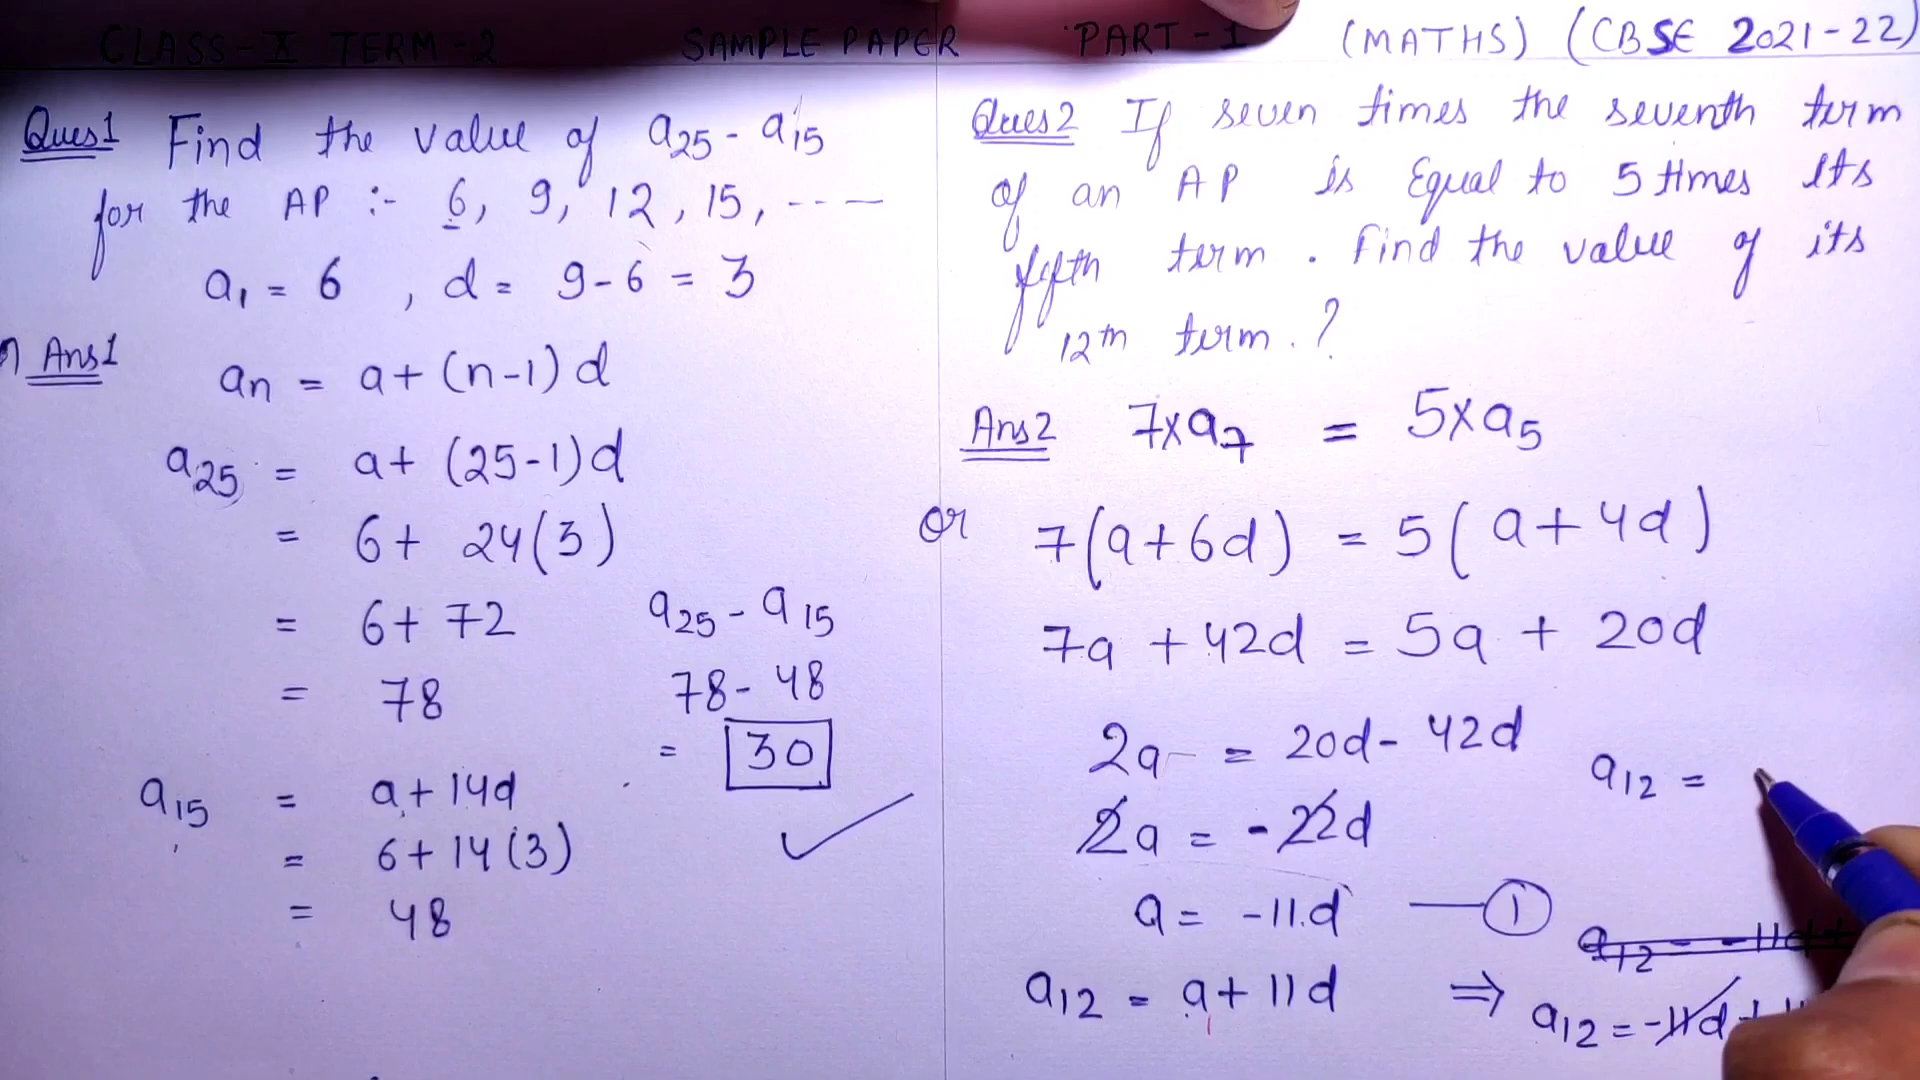 CLASS-X TERM-2 SAMPLE PAPER PART-1 (MATHS) (CBSE 2021-22)
Ques1 Find the value of a25 - a15
for the AP :- 6, 9, 12, 15, ----
a1 = 6 , d = 9-6 = 3
Ans1
an = a+(n-1)d
a25 = a+ (25-1)d
= 6+ 24(3)
= 6+ 72
= 78
a15 = a+14d
= 6+14(3)
= 48
a25 - a15
78- 48
= 30
Ques2 If seven times the seventh term
of an AP is Equal to 5 times Its
fifth term. Find the value of its
12th term.?
Ans2 7xa7 = 5xa5
or 7(a+6d) = 5(a+4d)
7a +42d = 5a + 20d
2a = 20d- 42d
2a = -22d
a = -11d —①
a12 = a+11d ⇒ a12 = -11d+
a12 =
a12 = -11d